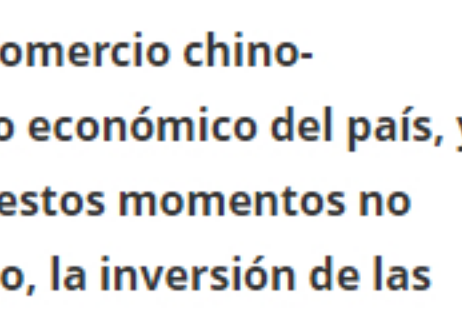 omercio chino-
o económico del país, y
estos momentos no
o, la inversión de las